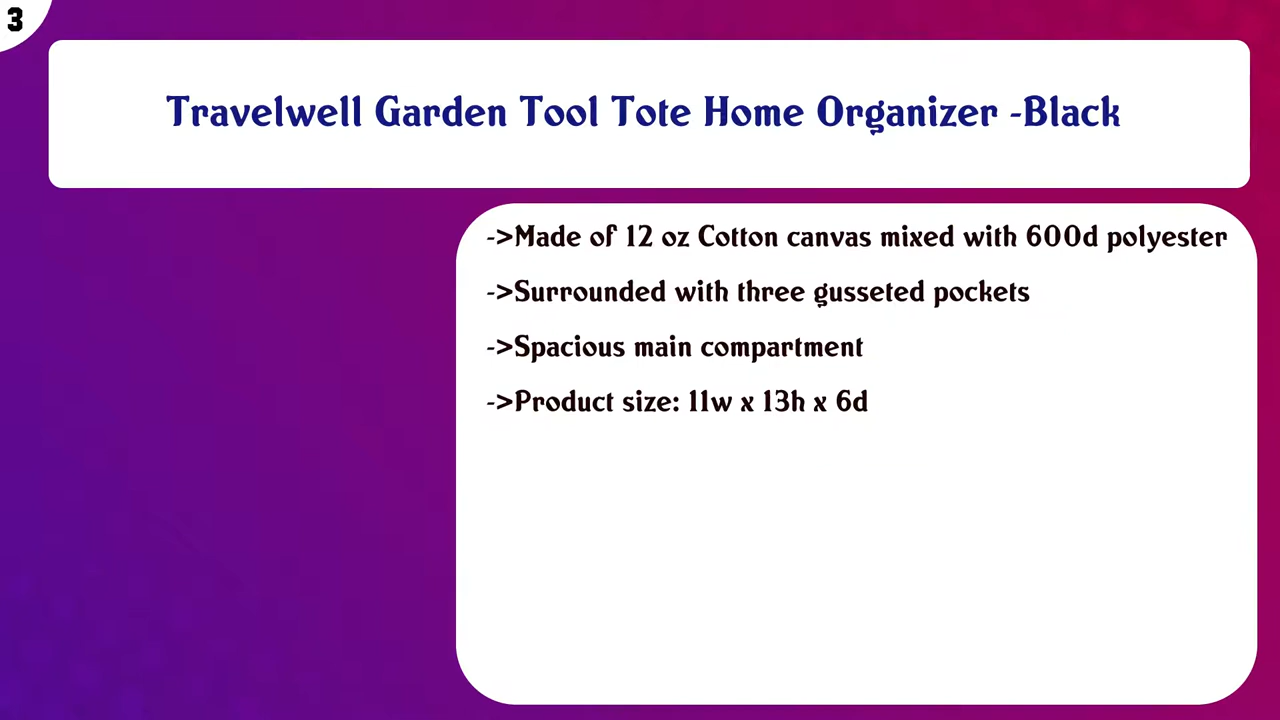 3
Travelwell Garden Tool Tote Home Organizer -Black
->Made of 12 oz Cotton canvas mixed with 600d polyester
->Surrounded with three gusseted pockets
->Spacious main compartment
->Product size: 11w x 13h x 6d